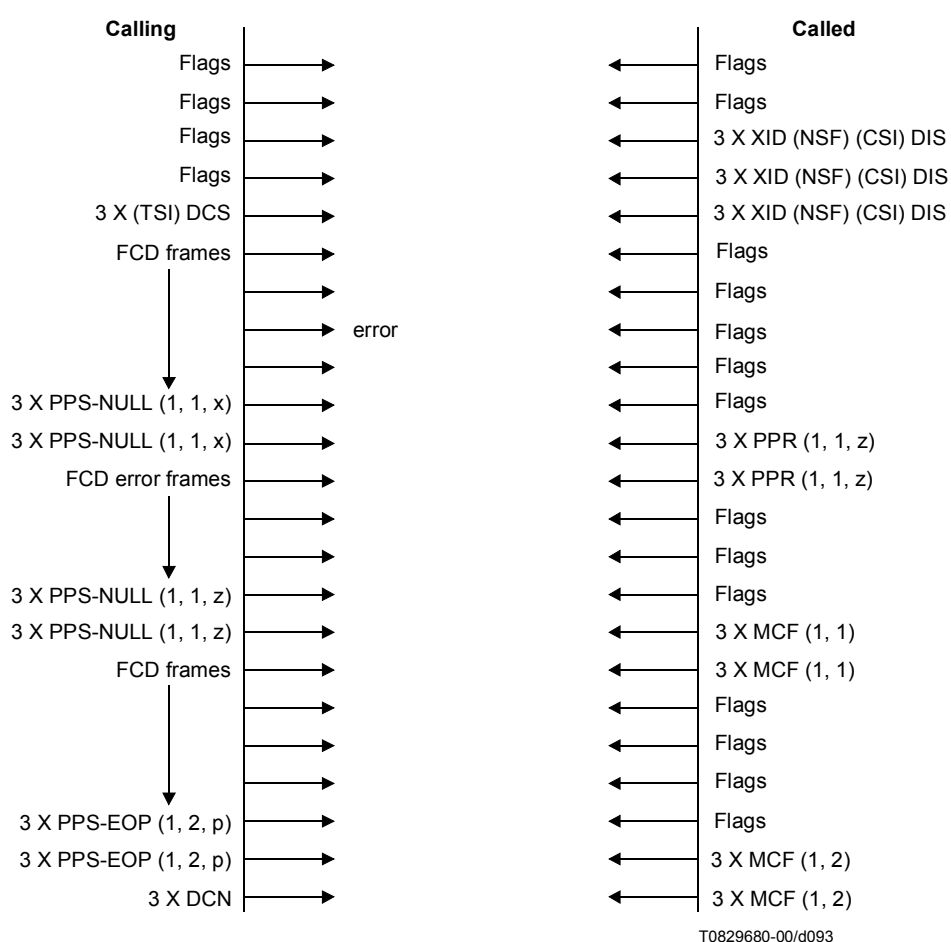 Calling Called
Flags Flags
Flags Flags
Flags 3 X XID (NSF) (CSI) DIS
Flags 3 X XID (NSF) (CSI) DIS
3 X (TSI) DCS 3 X XID (NSF) (CSI) DIS
FCD frames Flags
Flags
error Flags
Flags
3 X PPS-NULL (1, 1, x) Flags
3 X PPS-NULL (1, 1, x) 3 X PPR (1, 1, z)
FCD error frames 3 X PPR (1, 1, z)
Flags
Flags
3 X PPS-NULL (1, 1, z) Flags
3 X PPS-NULL (1, 1, z) 3 X MCF (1, 1)
FCD frames 3 X MCF (1, 1)
Flags
Flags
Flags
3 X PPS-EOP (1, 2, p) Flags
3 X PPS-EOP (1, 2, p) 3 X MCF (1, 2)
3 X DCN 3 X MCF (1, 2)
T0829680-00/d093